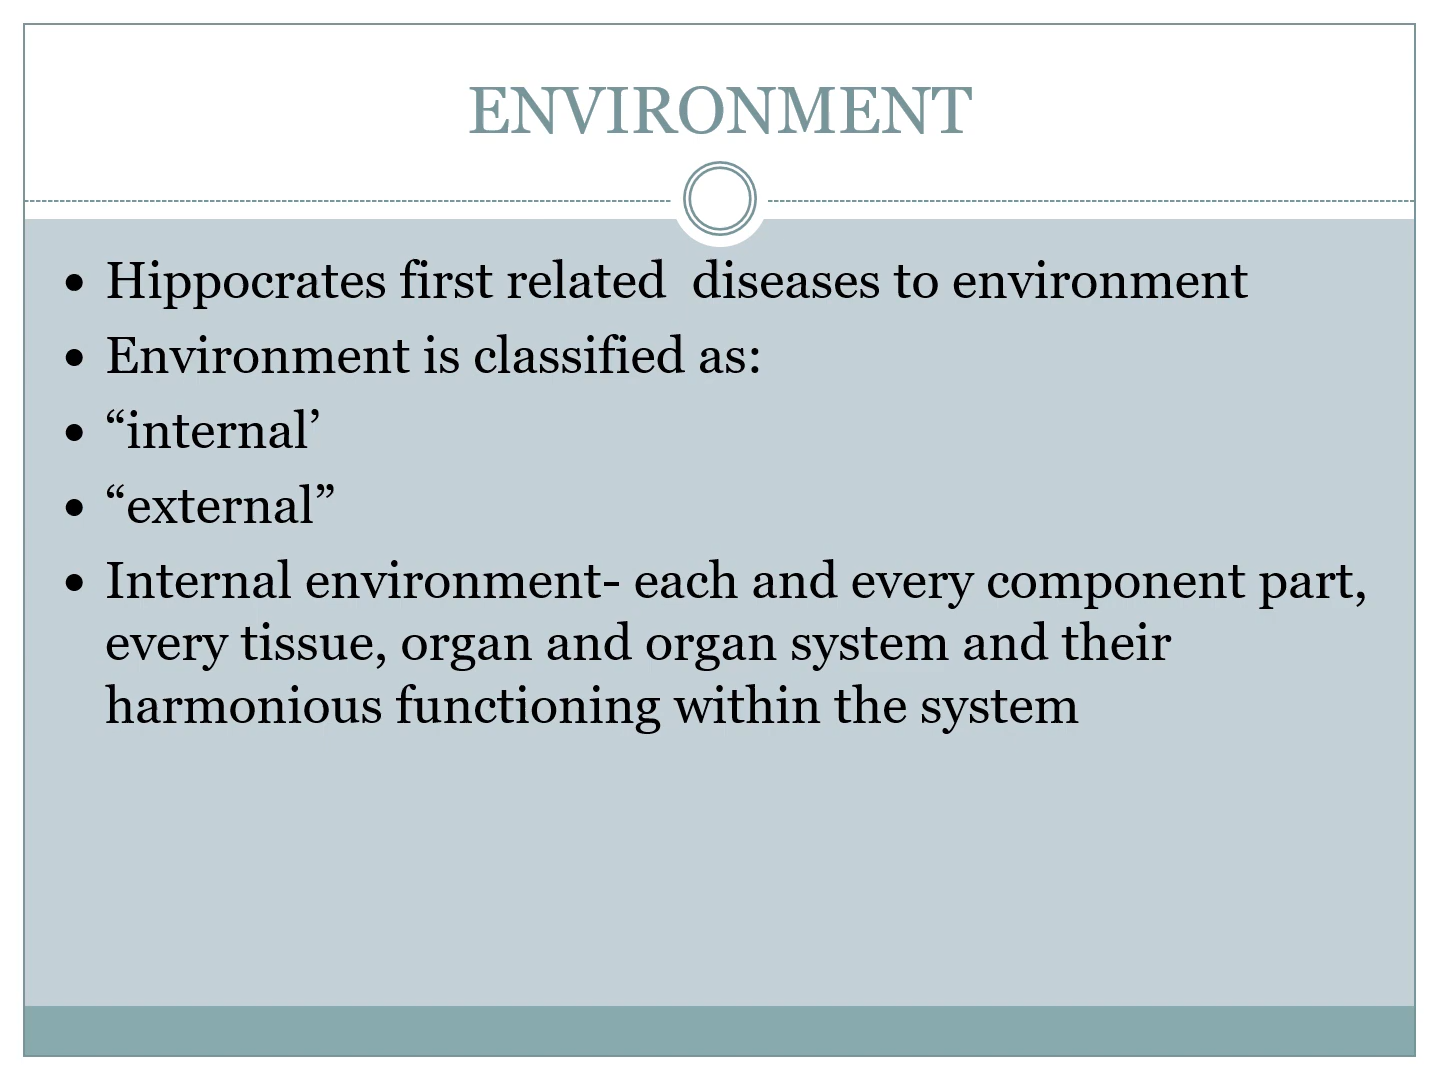 ENVIRONMENT
• Hippocrates first related  diseases to environment
• Environment is classified as:
• “internal’
• “external”
• Internal environment- each and every component part,
every tissue, organ and organ system and their
harmonious functioning within the system